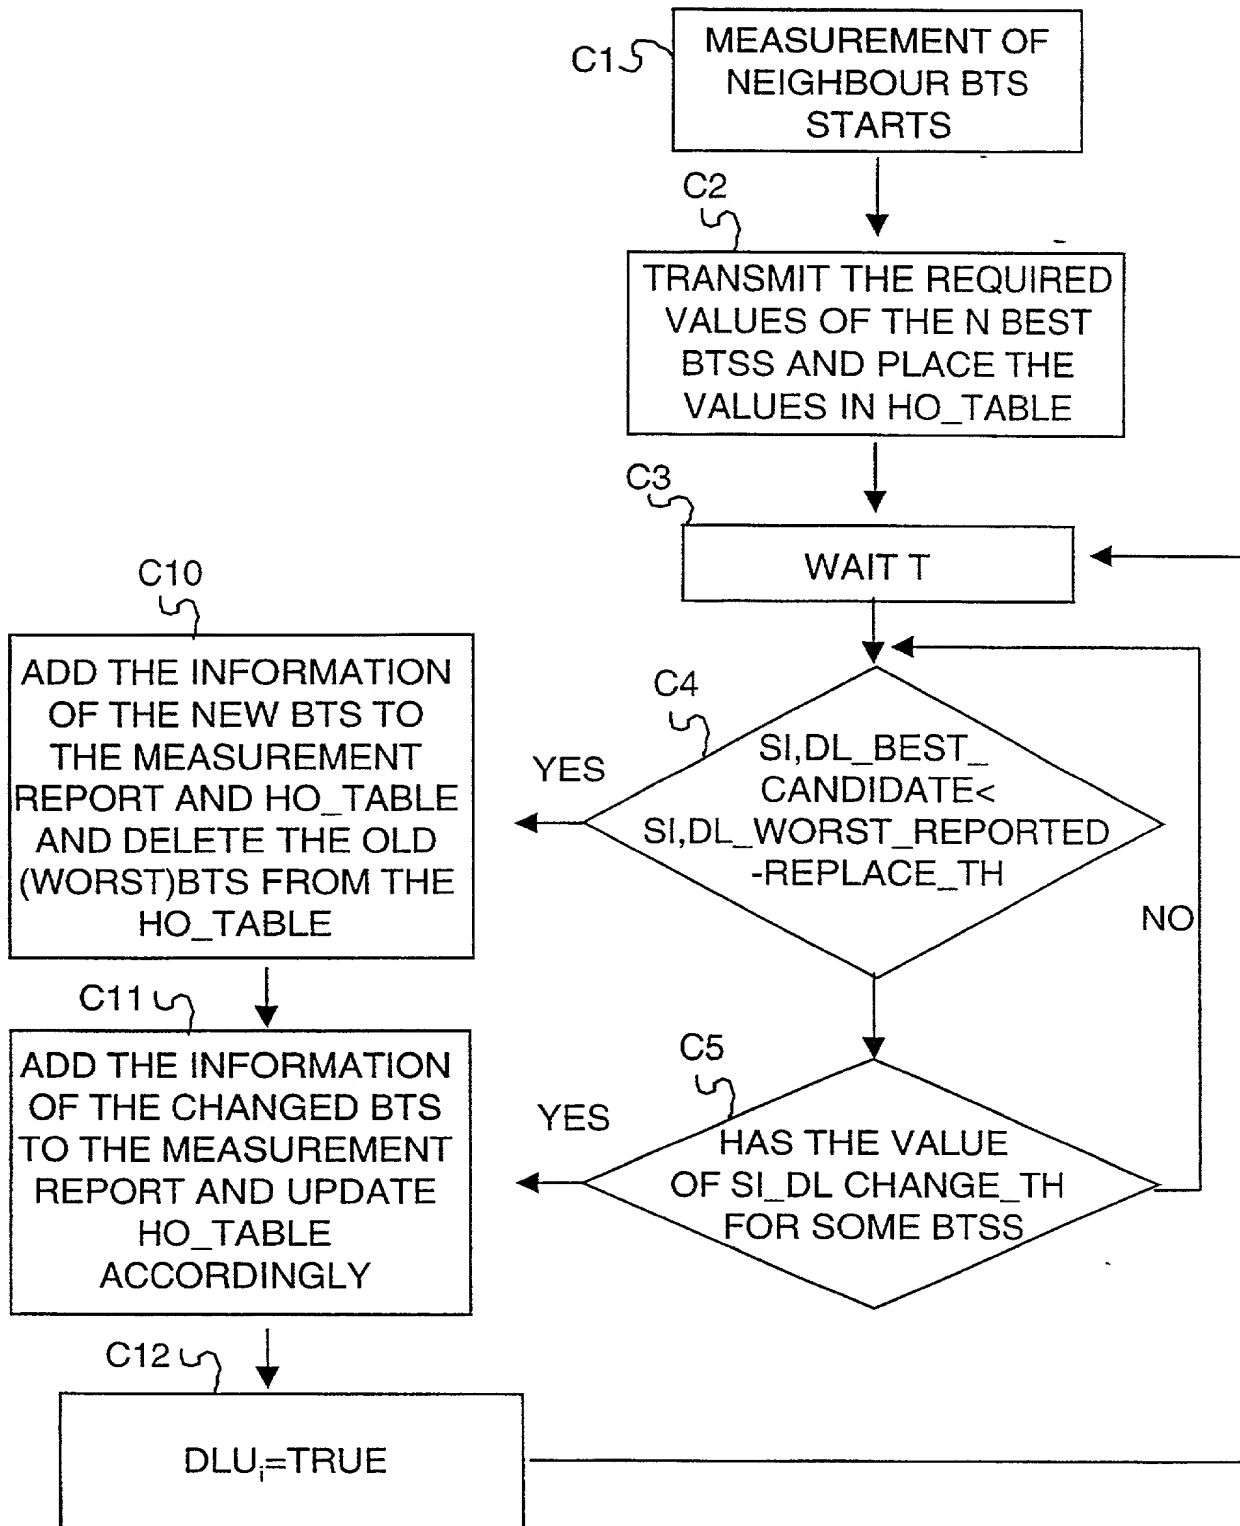 C1
MEASUREMENT OF
NEIGHBOUR BTS
STARTS
C2
TRANSMIT THE REQUIRED
VALUES OF THE N BEST
BTSS AND PLACE THE
VALUES IN HO_TABLE
C3
WAIT T
C4
SI,DL_BEST_
CANDIDATE<
SI,DL_WORST_REPORTED
-REPLACE_TH
YES
NO
C10
ADD THE INFORMATION
OF THE NEW BTS TO
THE MEASUREMENT
REPORT AND HO_TABLE
AND DELETE THE OLD
(WORST)BTS FROM THE
HO_TABLE
C5
HAS THE VALUE
OF SI_DL CHANGE_TH
FOR SOME BTSS
YES
C11
ADD THE INFORMATION
OF THE CHANGED BTS
TO THE MEASUREMENT
REPORT AND UPDATE
HO_TABLE
ACCORDINGLY
C12
DLUi=TRUE